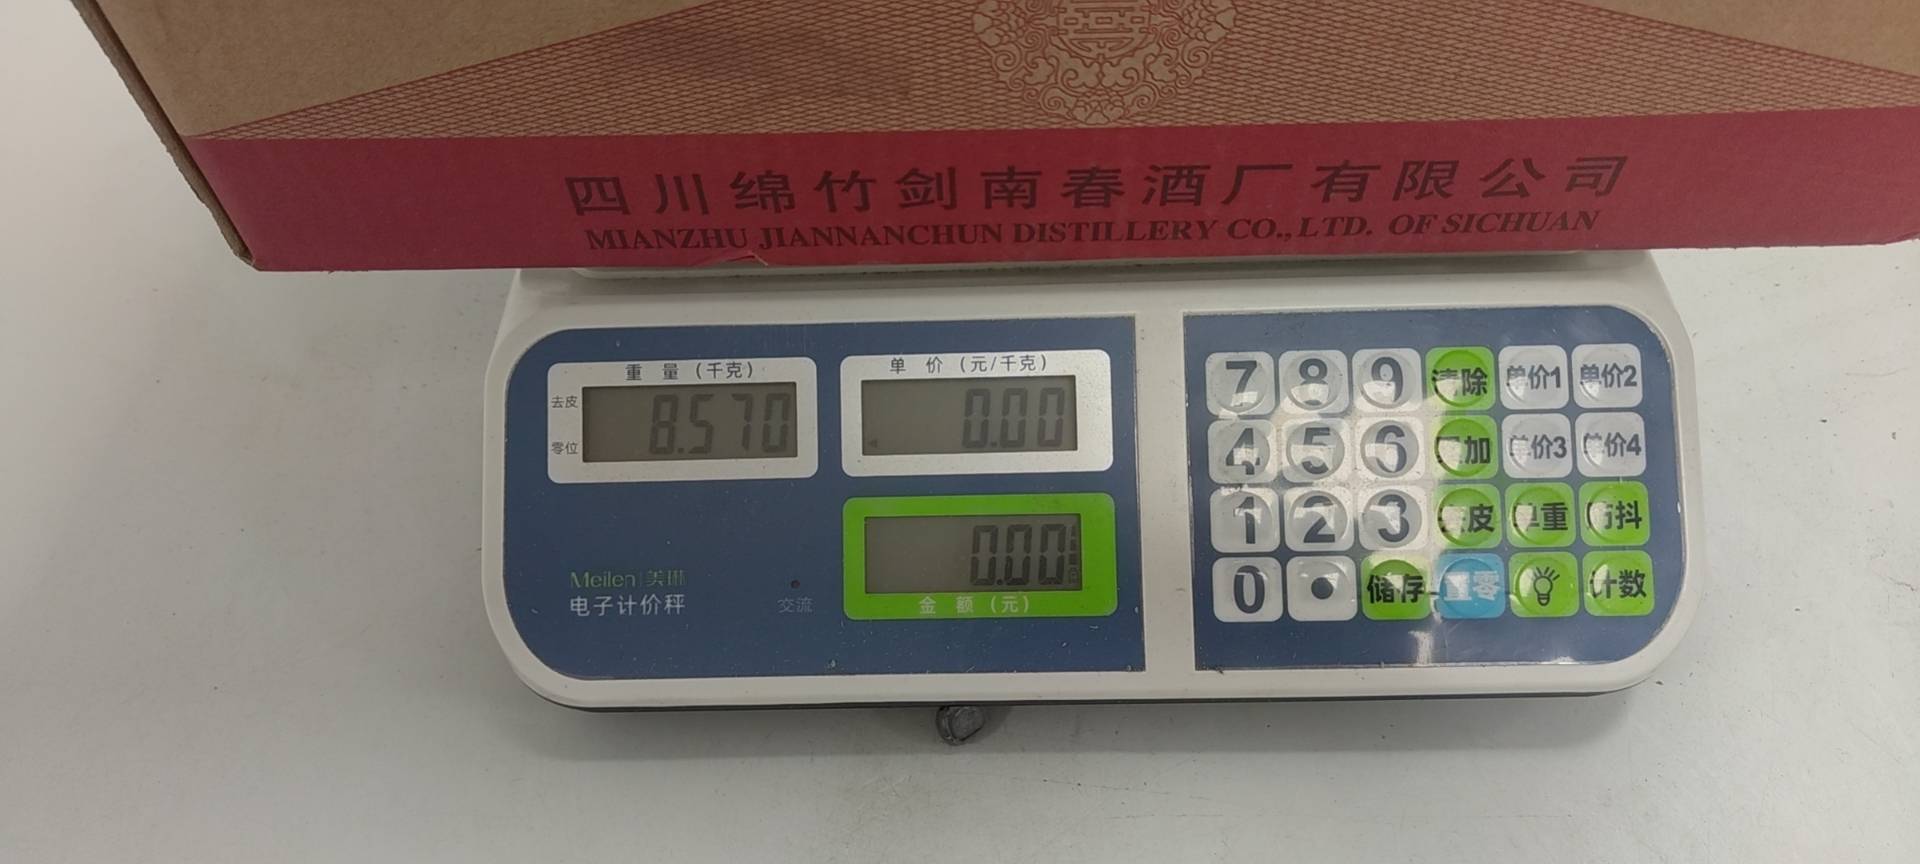 四川绵竹剑南春酒厂有限公司
MIANZHU JIANNANCHUN DISTILLERY CO.,LTD. OF SICHUAN
重量(千克)
去皮
零位
8.570
单价(元/千克)
0.00
0.00
金额(元)
Meilen 美琳
电子计价秤
交流
7 8 9 清除 单价1 单价2
4 5 6 累加 单价3 单价4
1 2 3 去皮 单重 防抖
0 . 储存 置零 计数